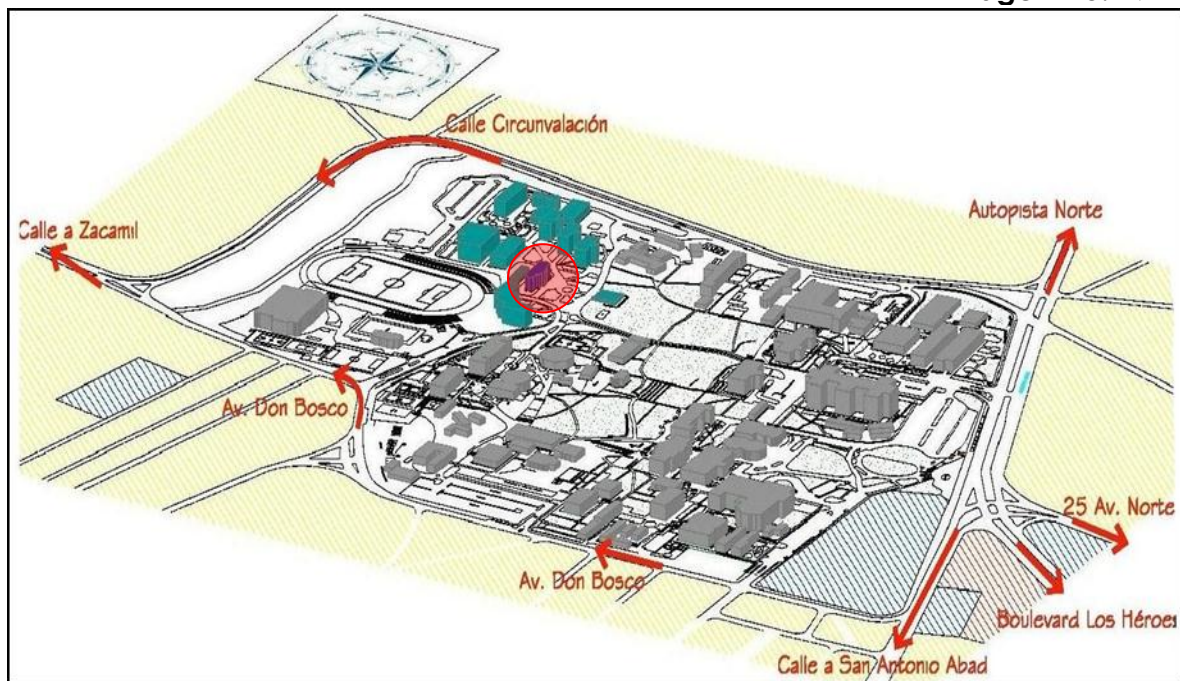 Calle Circunvalación
Autopista Norte
Calle a Zacamil
Av. Don Bosco
25 Av. Norte
Av. Don Bosco
Boulevard Los Héroes
Calle a San Antonio Abad